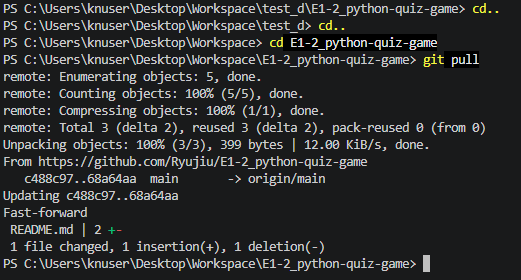 PS C:\Users\knuser\Desktop\Workspace\test_d\E1-2_python-quiz-game> cd..
PS C:\Users\knuser\Desktop\Workspace\test_d> cd..
PS C:\Users\knuser\Desktop\Workspace> cd E1-2_python-quiz-game
PS C:\Users\knuser\Desktop\Workspace\E1-2_python-quiz-game> git pull
remote: Enumerating objects: 5, done.
remote: Counting objects: 100% (5/5), done.
remote: Compressing objects: 100% (1/1), done.
remote: Total 3 (delta 2), reused 3 (delta 2), pack-reused 0 (from 0)
Unpacking objects: 100% (3/3), 399 bytes | 12.00 KiB/s, done.
From https://github.com/Ryujiu/E1-2_python-quiz-game
   c488c97..68a64aa  main       -> origin/main
Updating c488c97..68a64aa
Fast-forward
 README.md | 2 +-
 1 file changed, 1 insertion(+), 1 deletion(-)
PS C:\Users\knuser\Desktop\Workspace\E1-2_python-quiz-game>